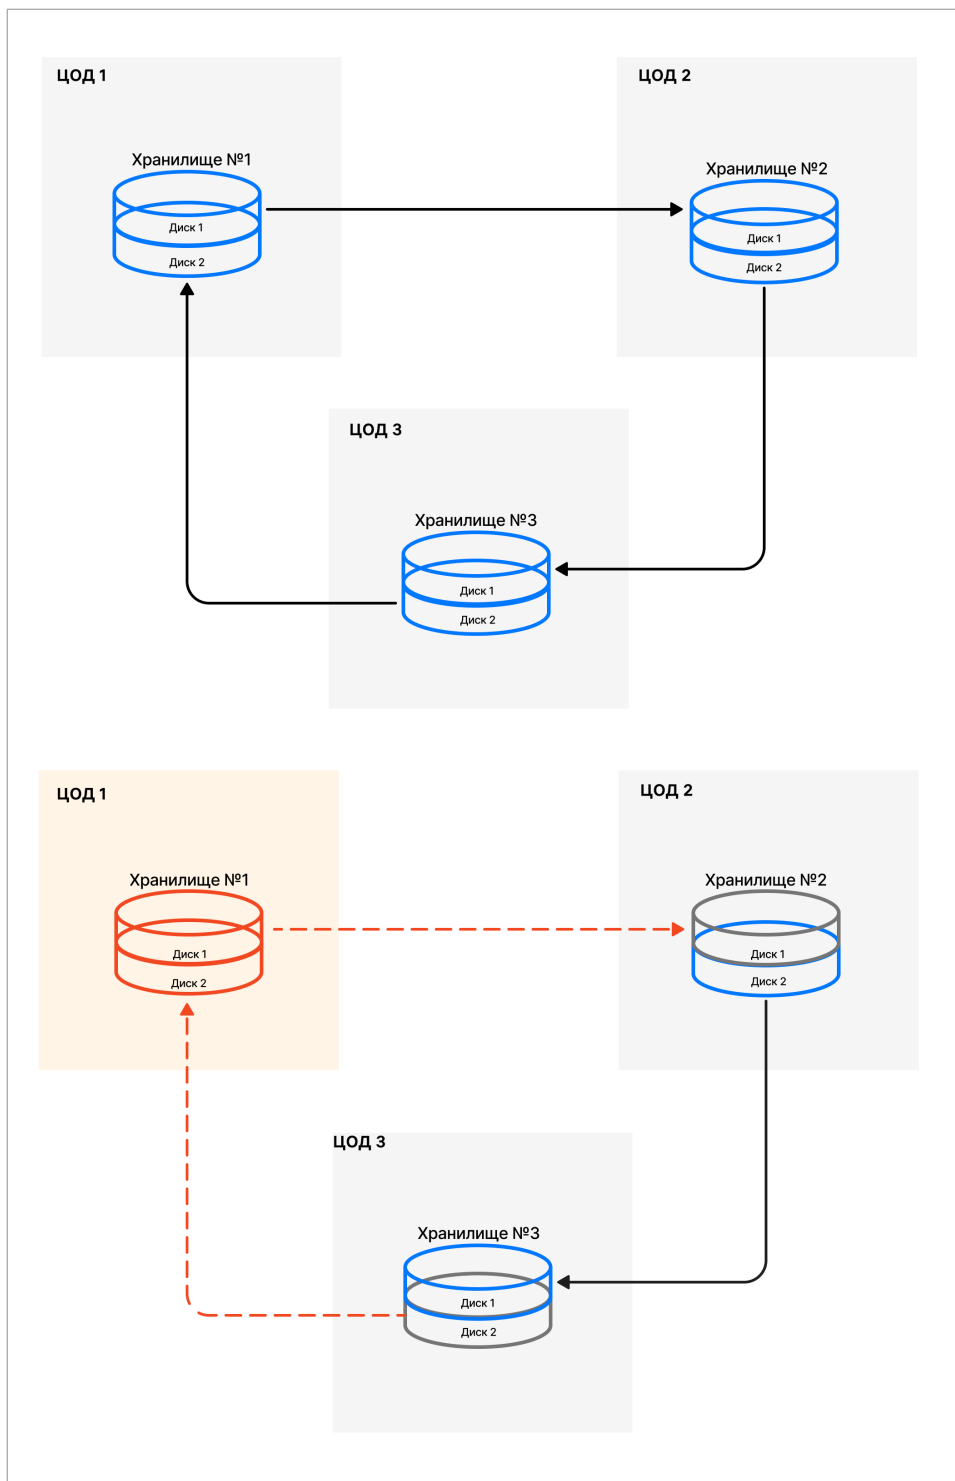 ЦОД 1
ЦОД 2
Хранилище №1
Хранилище №2
Диск 1
Диск 2
Диск 1
Диск 2
ЦОД 3
Хранилище №3
Диск 1
Диск 2
ЦОД 1
ЦОД 2
Хранилище №1
Хранилище №2
Диск 1
Диск 2
Диск 1
Диск 2
ЦОД 3
Хранилище №3
Диск 1
Диск 2